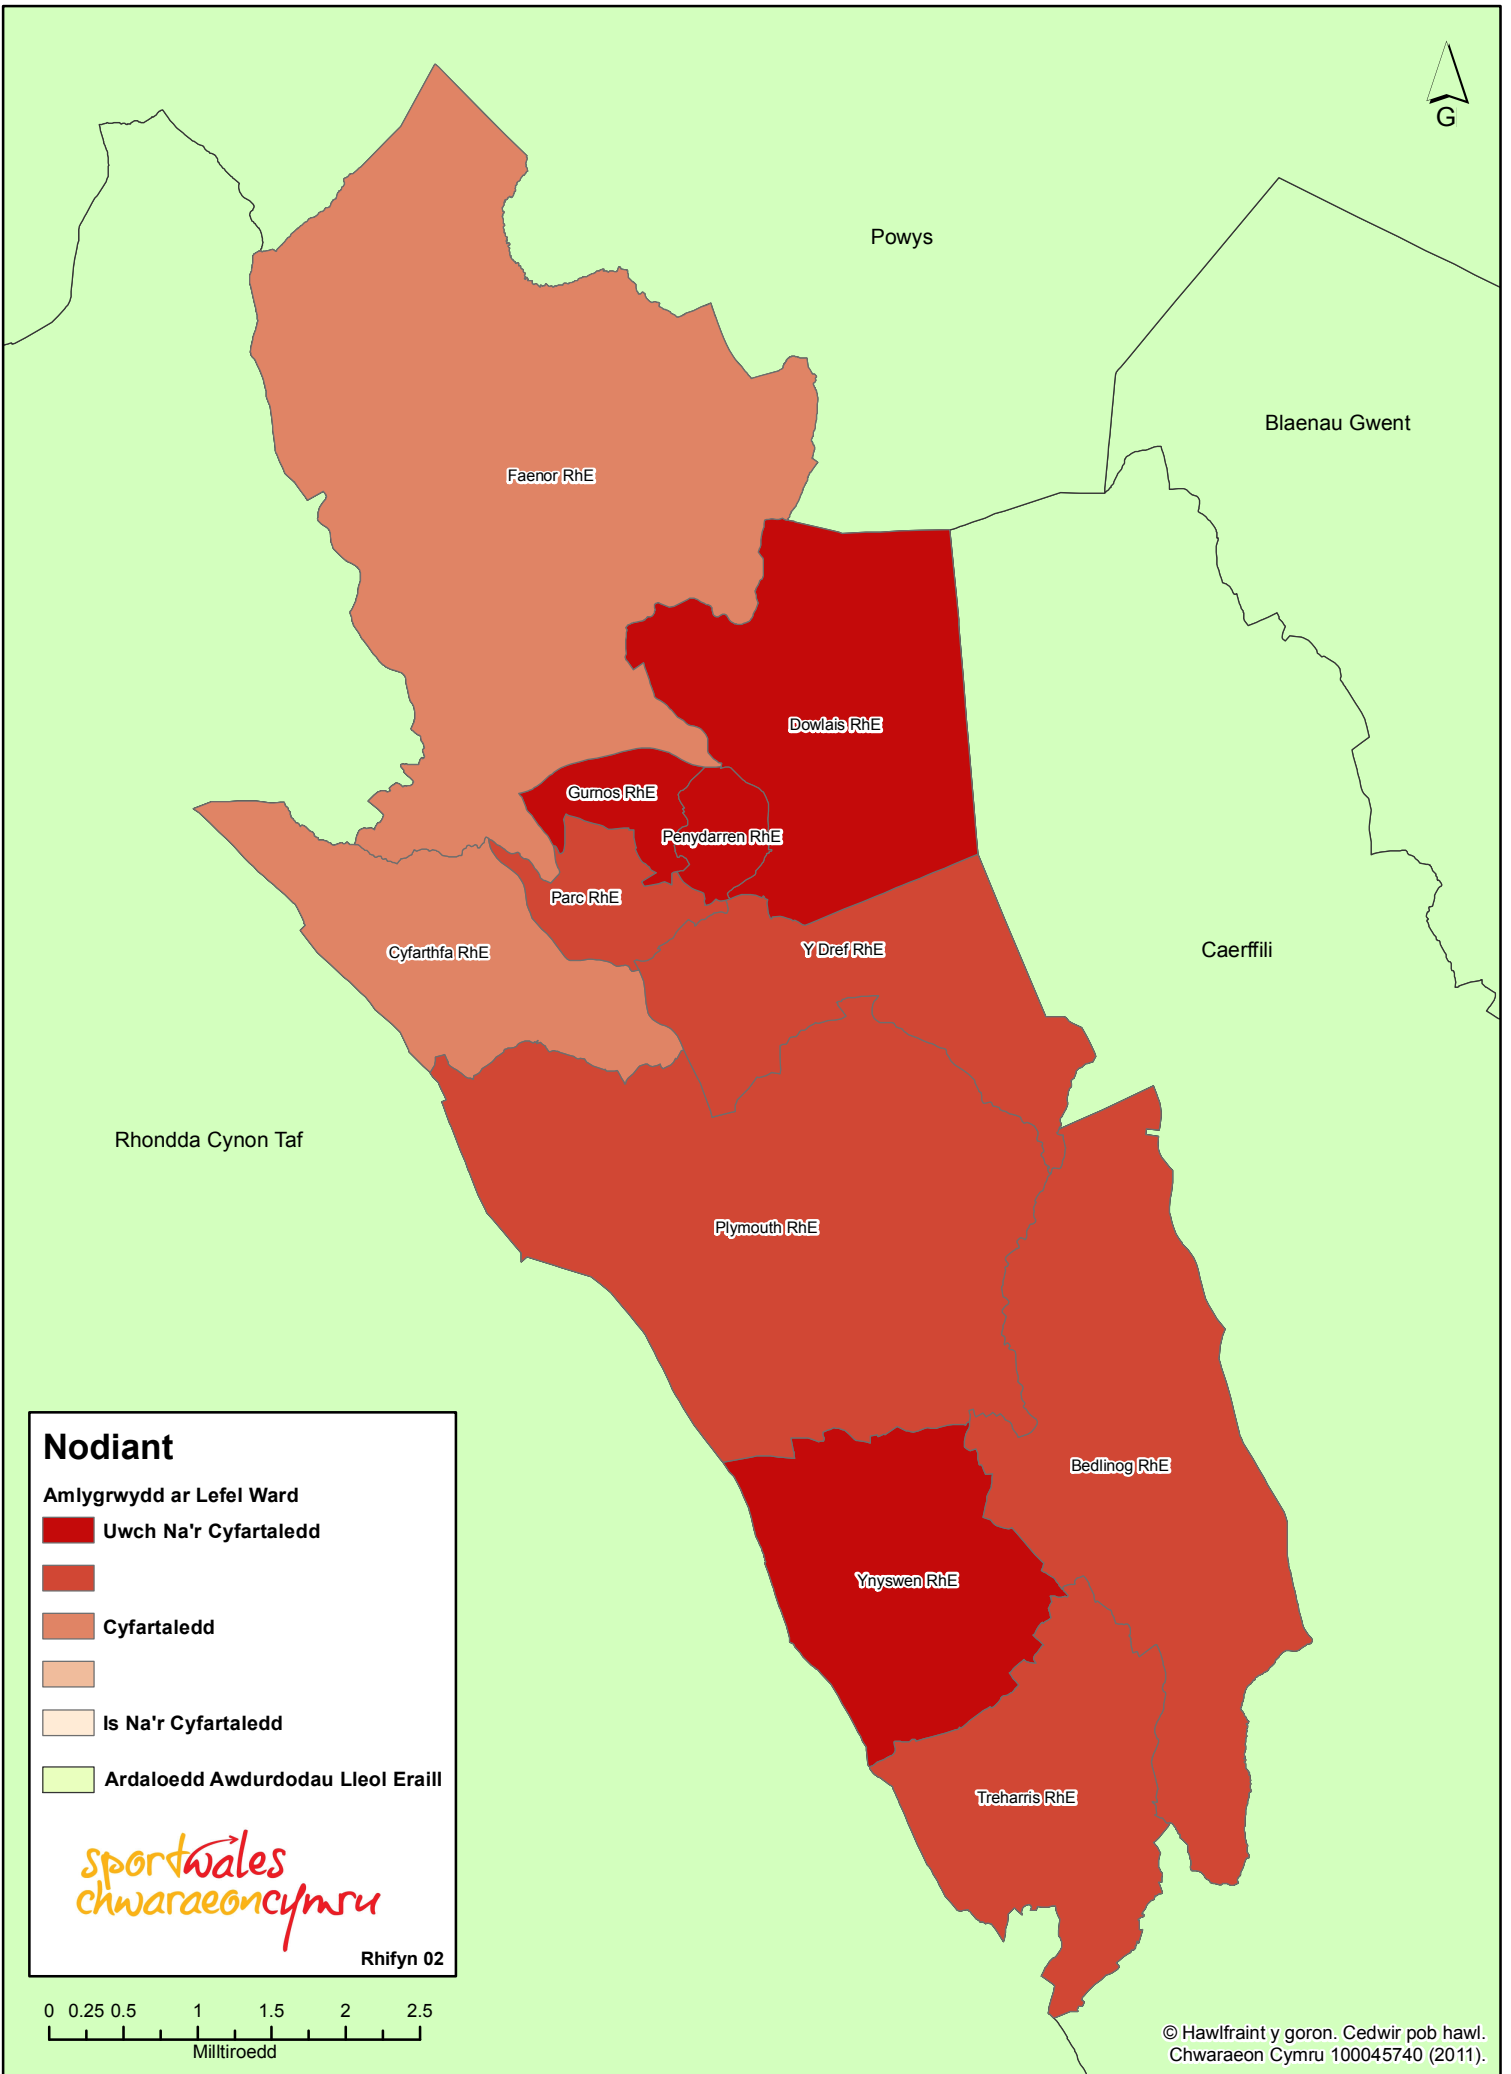 G
Powys
Blaenau Gwent
Faenor RhE
Dowlais RhE
Gurnos RhE
Penydarren RhE
Parc RhE
Cyfarthfa RhE
Y Dref RhE
Caerffili
Rhondda Cynon Taf
Plymouth RhE
Bedlinog RhE
Ynyswen RhE
Treharris RhE
Nodiant
Amlygrwydd ar Lefel Ward
Uwch Na'r Cyfartaledd
Cyfartaledd
Is Na'r Cyfartaledd
Ardaloedd Awdurdodau Lleol Eraill
sportwales
chwaraeoncymru
Rhifyn 02
0 0.25 0.5 1 1.5 2 2.5
Milltiroedd
© Hawlfraint y goron. Cedwir pob hawl.
Chwaraeon Cymru 100045740 (2011).